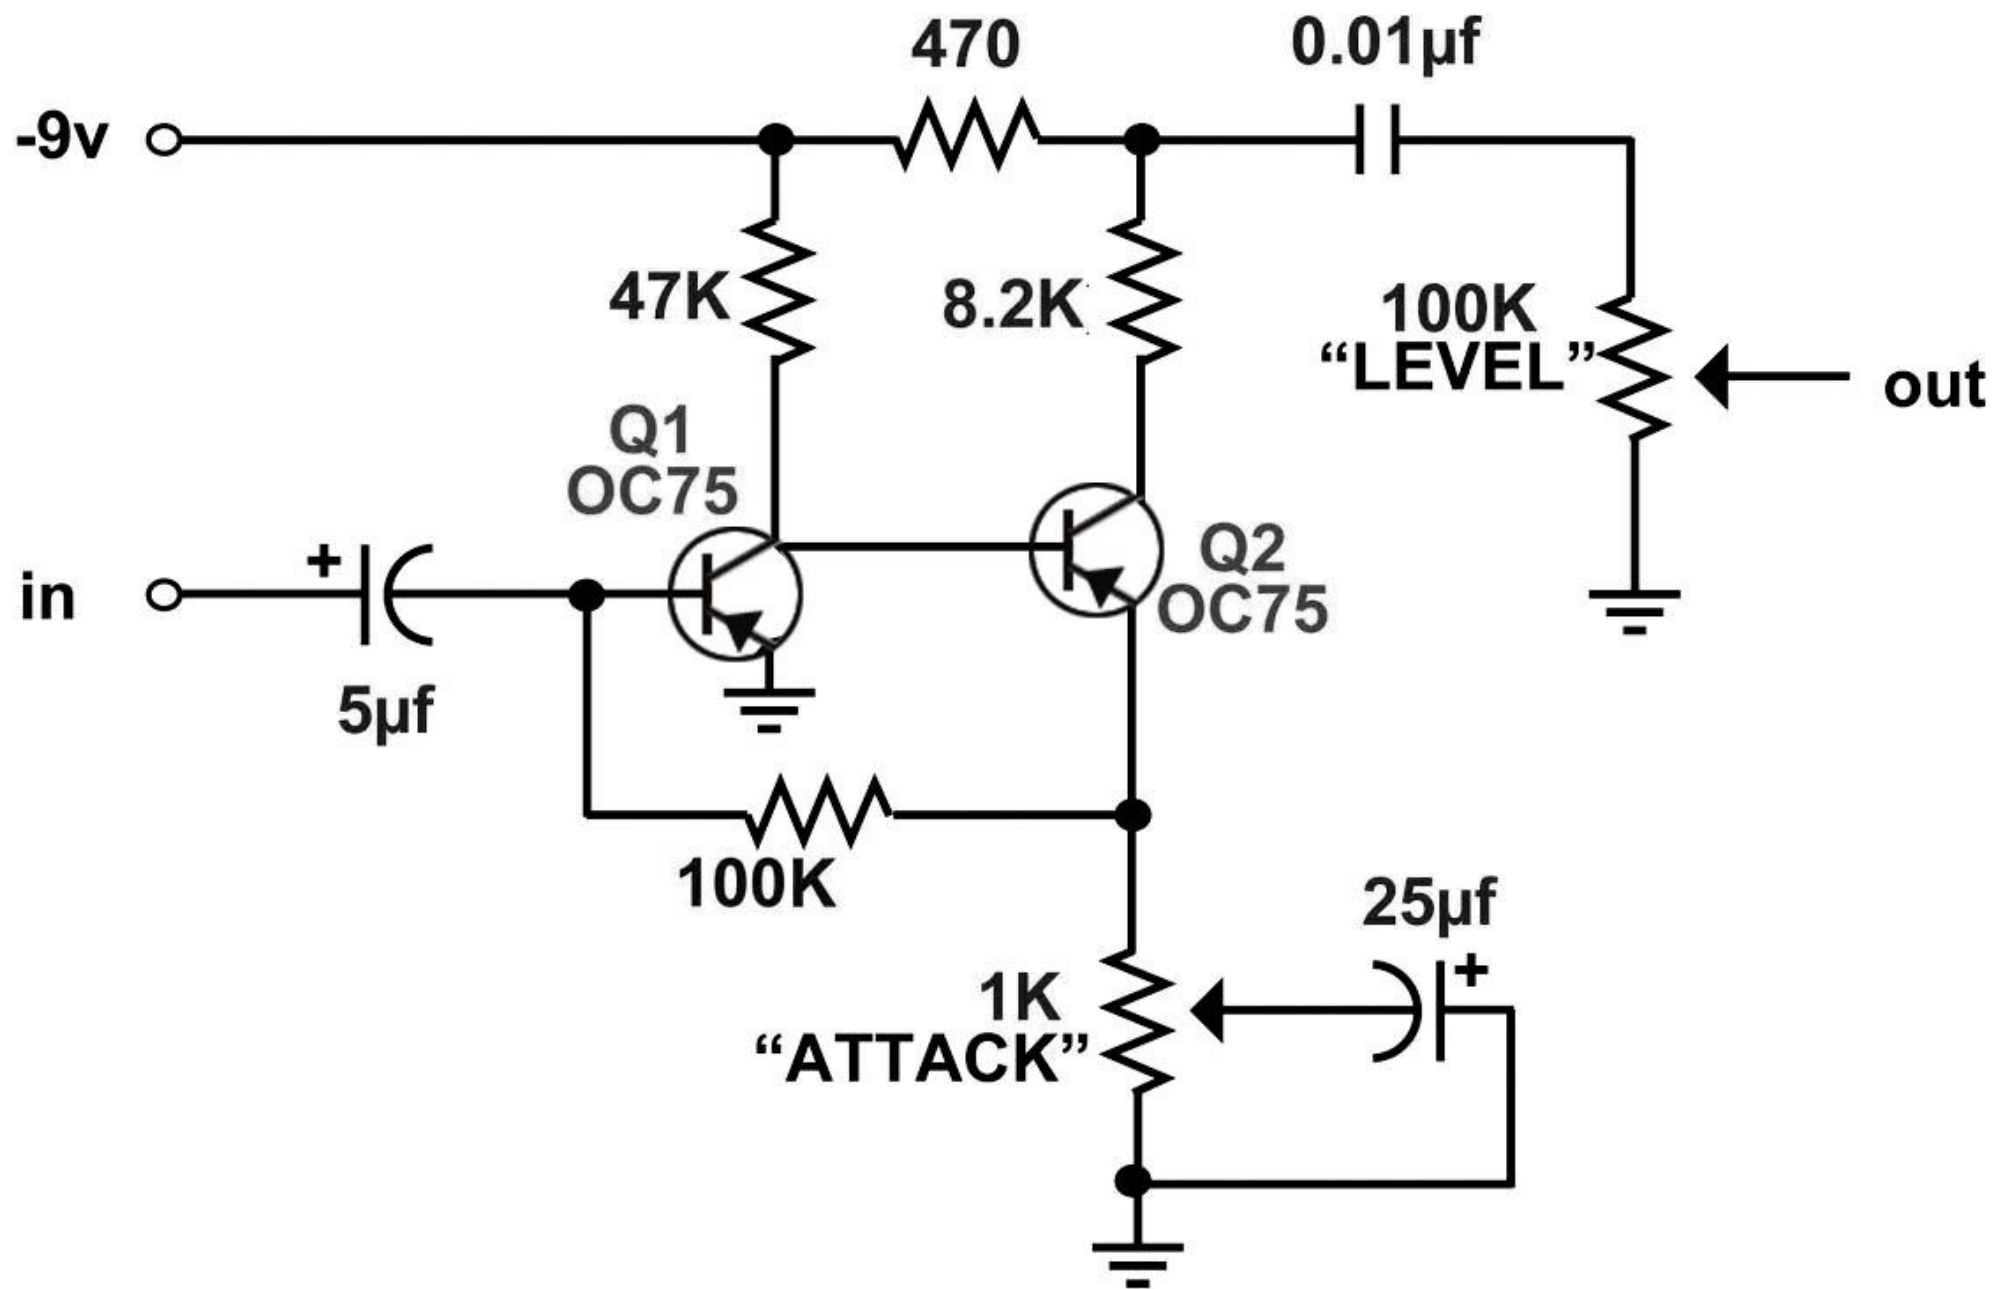 470
0.01µf
-9v
47K
8.2K
100K
“LEVEL”
out
Q1
OC75
Q2
OC75
+
in
5µf
100K
25µf
+
1K
“ATTACK”